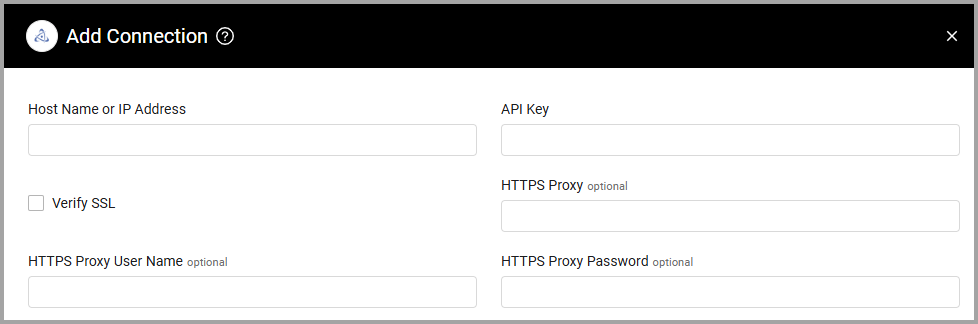 Add Connection ?
Host Name or IP Address
API Key
Verify SSL
HTTPS Proxy optional
HTTPS Proxy User Name optional
HTTPS Proxy Password optional